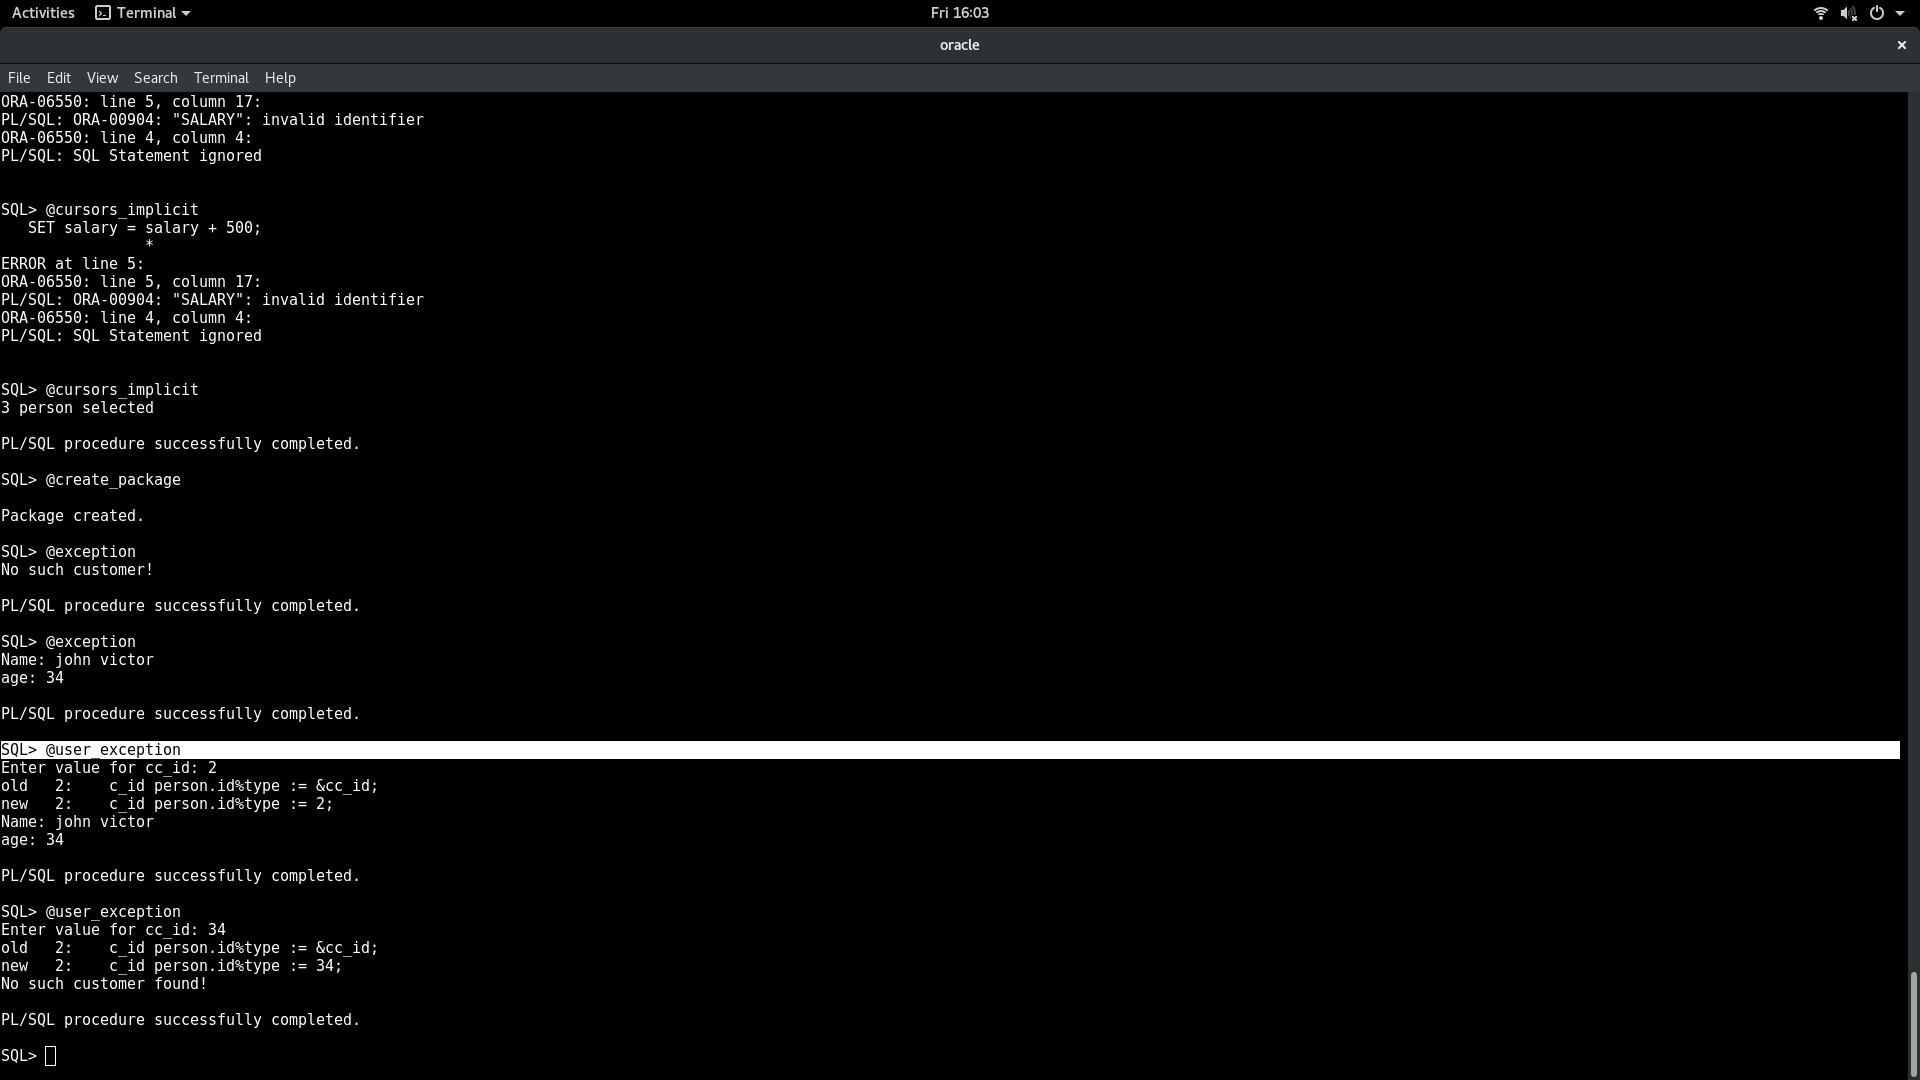 Activities Terminal Fri 16:03
oracle
File Edit View Search Terminal Help
ORA-06550: line 5, column 17:
PL/SQL: ORA-00904: "SALARY": invalid identifier
ORA-06550: line 4, column 4:
PL/SQL: SQL Statement ignored
SQL> @cursors_implicit
   SET salary = salary + 500;
                *
ERROR at line 5:
ORA-06550: line 5, column 17:
PL/SQL: ORA-00904: "SALARY": invalid identifier
ORA-06550: line 4, column 4:
PL/SQL: SQL Statement ignored
SQL> @cursors_implicit
3 person selected
PL/SQL procedure successfully completed.
SQL> @create_package
Package created.
SQL> @exception
No such customer!
PL/SQL procedure successfully completed.
SQL> @exception
Name: john victor
age: 34
PL/SQL procedure successfully completed.
SQL> @user_exception
Enter value for cc_id: 2
old   2:    c_id person.id%type := &cc_id;
new   2:    c_id person.id%type := 2;
Name: john victor
age: 34
PL/SQL procedure successfully completed.
SQL> @user_exception
Enter value for cc_id: 34
old   2:    c_id person.id%type := &cc_id;
new   2:    c_id person.id%type := 34;
No such customer found!
PL/SQL procedure successfully completed.
SQL>